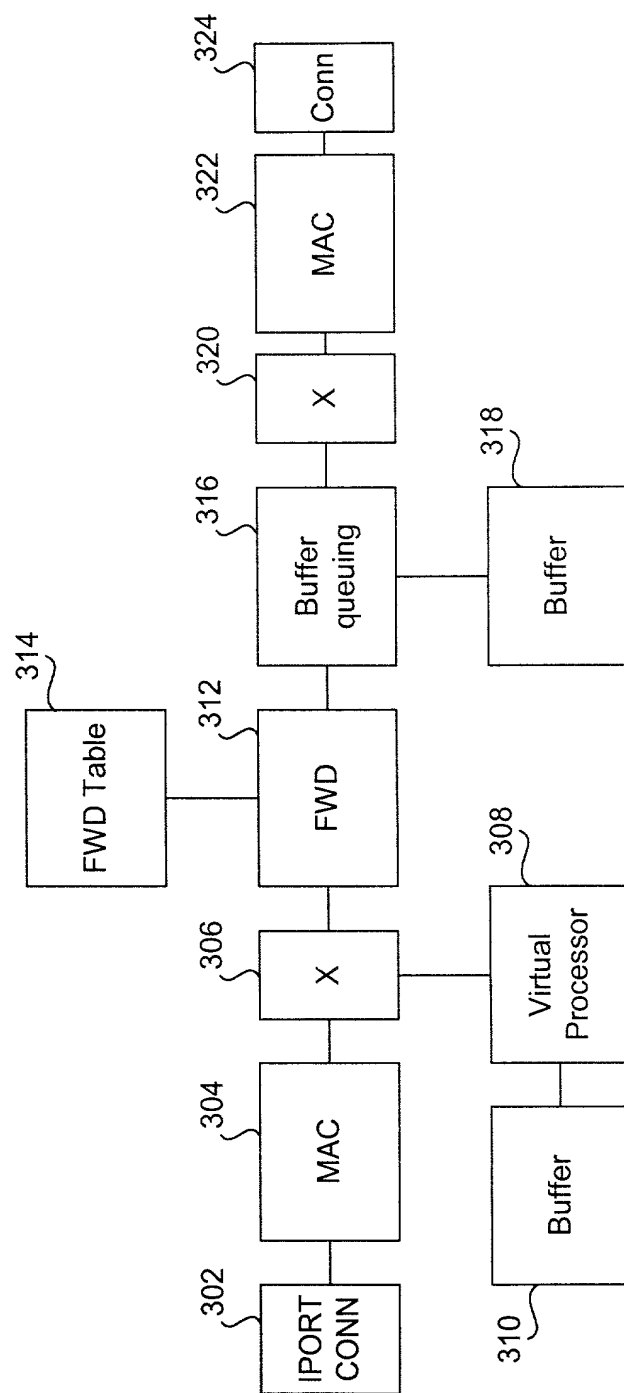 314
FWD Table
302
IPORT
CONN
304
MAC
306
X
312
FWD
316
Buffer
queuing
320
X
322
MAC
324
Conn
310
Buffer
308
Virtual
Processor
318
Buffer